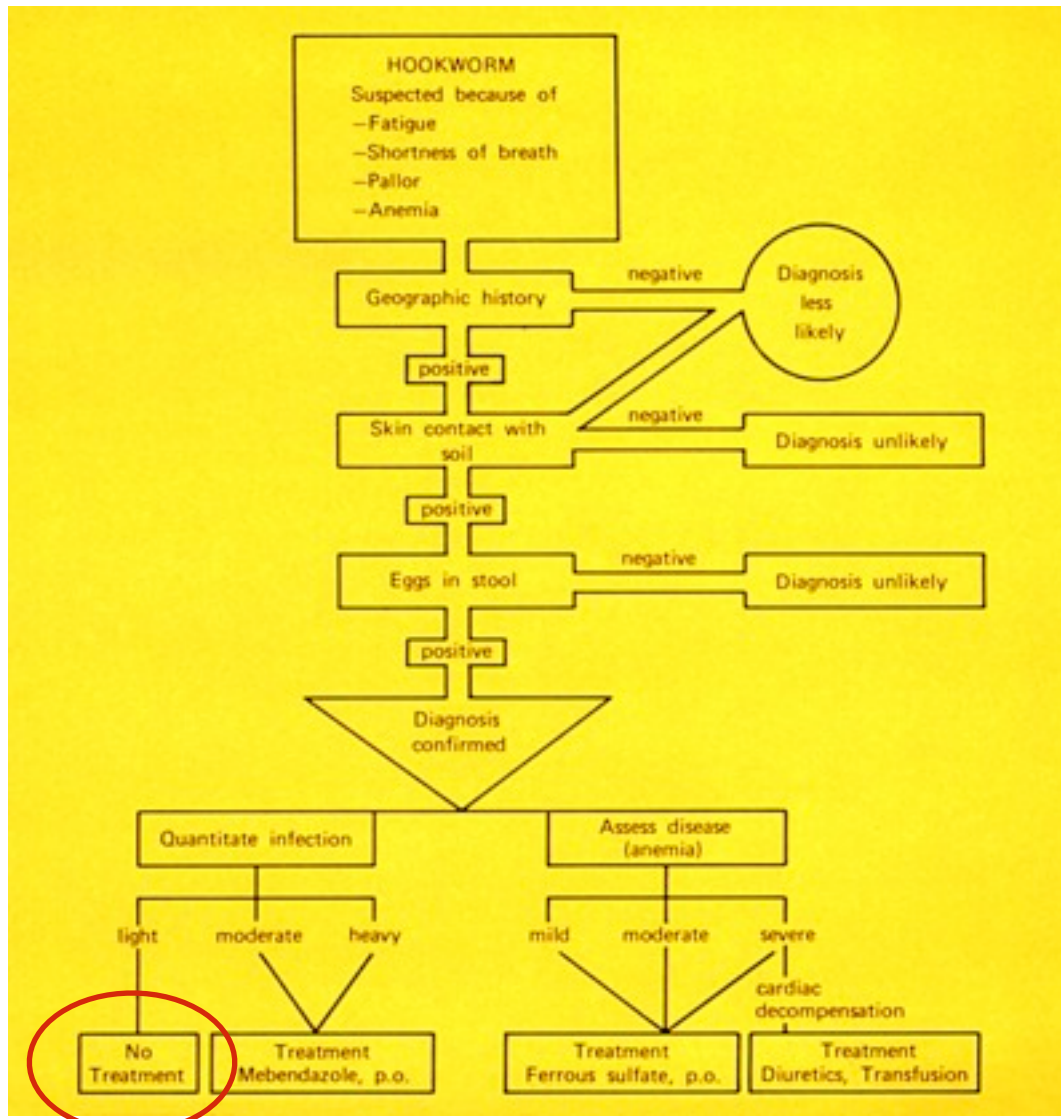 HOOKWORM
Suspected because of
—Fatigue
—Shortness of breath
—Pallor
—Anemia
Geographic history
negative
Diagnosis
less
likely
positive
Skin contact with
soil
negative
Diagnosis unlikely
positive
Eggs in stool
negative
Diagnosis unlikely
positive
Diagnosis
confirmed
Quantitate infection
Assess disease
(anemia)
light
moderate
heavy
mild
moderate
severe
cardiac
decompensation
No
Treatment
Treatment
Mebendazole, p.o.
Treatment
Ferrous sulfate, p.o.
Treatment
Diuretics, Transfusion